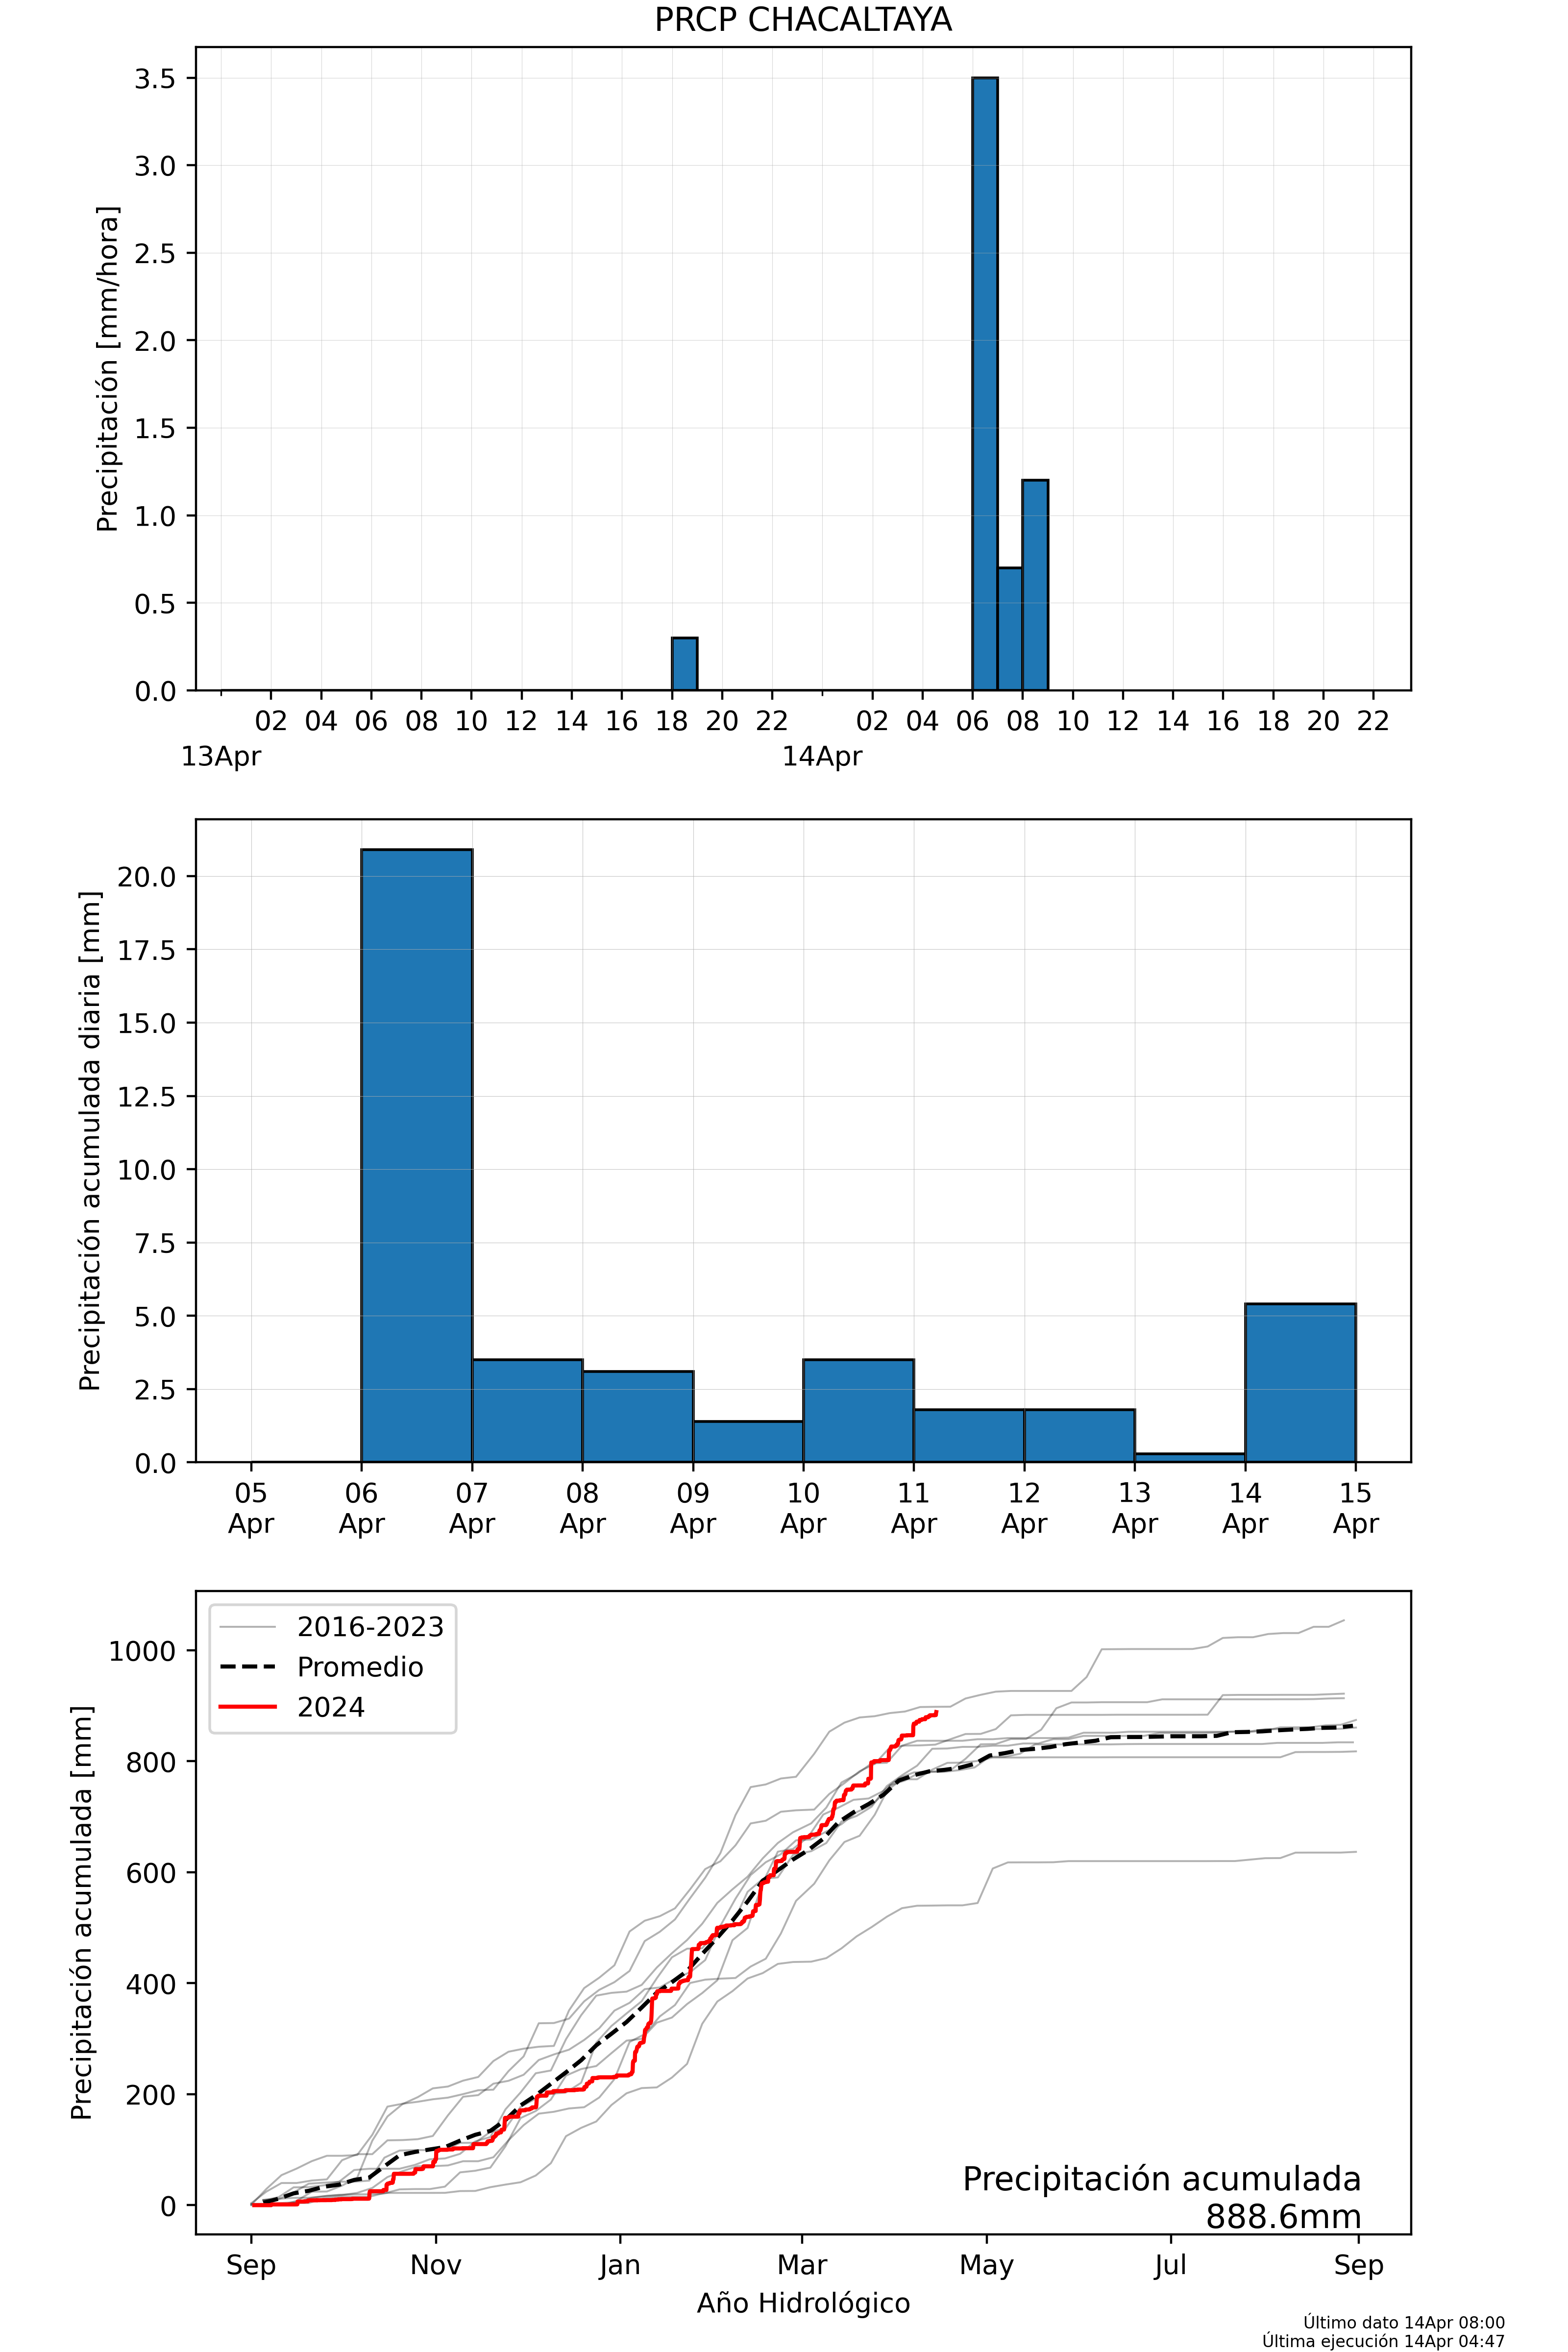 PRCP CHACALTAYA
Precipitación [mm/hora]
3.5
3.0
2.5
2.0
1.5
1.0
0.5
0.0
02 04 06 08 10 12 14 16 18 20 22 02 04 06 08 10 12 14 16 18 20 22
13Apr 14Apr
Precipitación acumulada diaria [mm]
20.0
17.5
15.0
12.5
10.0
7.5
5.0
2.5
0.0
05 06 07 08 09 10 11 12 13 14 15
Apr Apr Apr Apr Apr Apr Apr Apr Apr Apr Apr
Precipitación acumulada [mm]
1000
800
600
400
200
0
2016-2023
Promedio
2024
Precipitación acumulada
888.6mm
Sep Nov Jan Mar May Jul Sep
Año Hidrológico
Último dato 14Apr 08:00
Última ejecución 14Apr 04:47